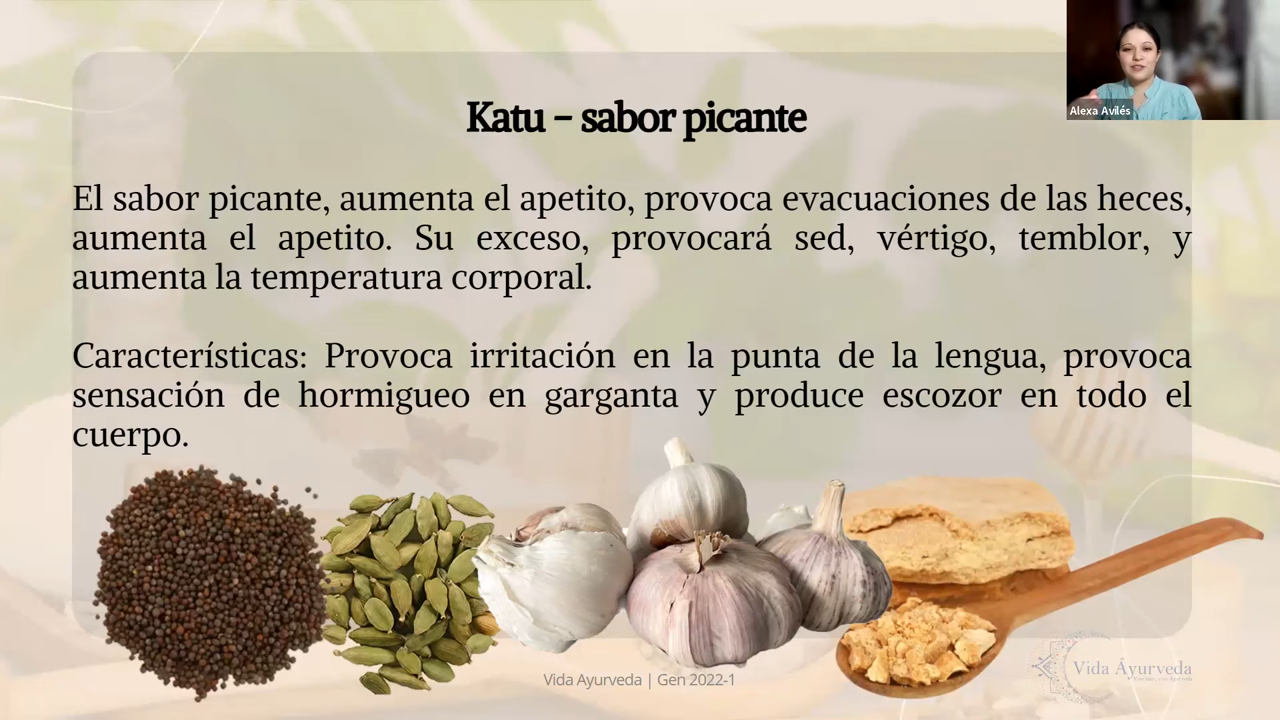 Alexa Avilés
Katu – sabor picante
El sabor picante, aumenta el apetito, provoca evacuaciones de las heces,
aumenta el apetito. Su exceso, provocará sed, vértigo, temblor, y
aumenta la temperatura corporal.
Características: Provoca irritación en la punta de la lengua, provoca
sensación de hormigueo en garganta y produce escozor en todo el
cuerpo.
Vida Ayurveda | Gen 2022-1
Vida Áyurveda